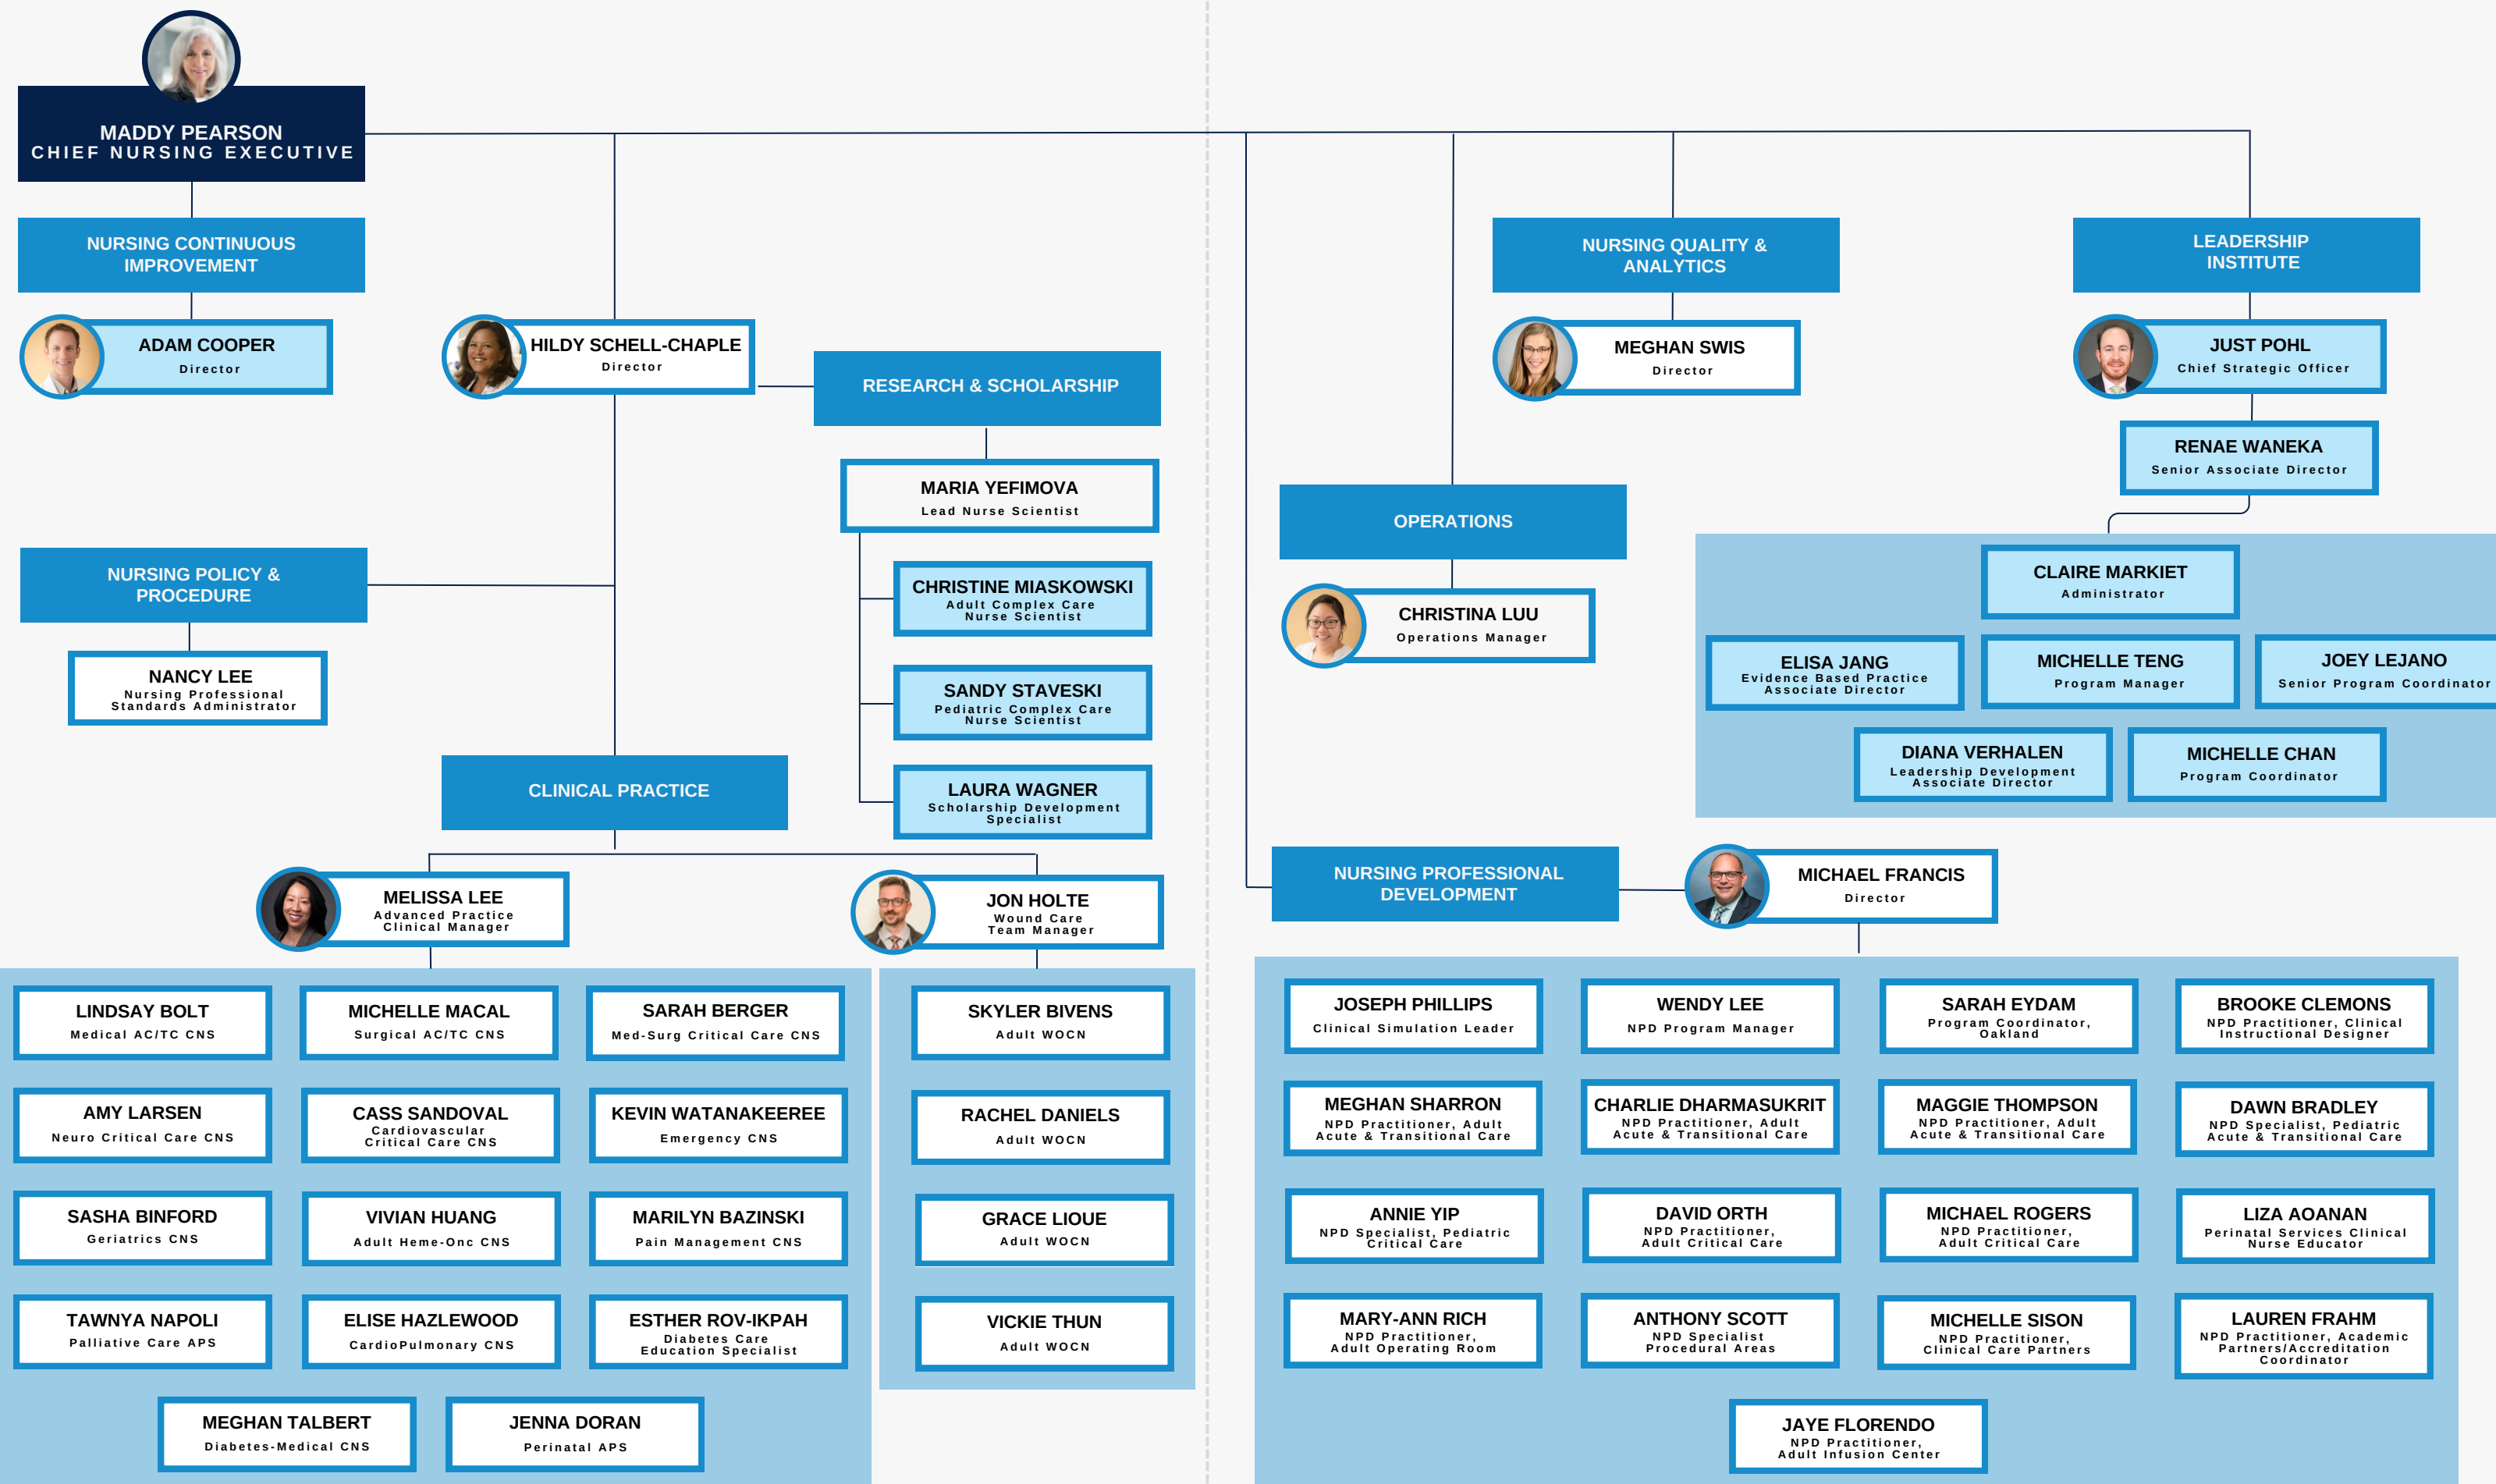 MADDY PEARSON
CHIEF NURSING EXECUTIVE
NURSING CONTINUOUS
IMPROVEMENT
ADAM COOPER
Director
HILDY SCHELL-CHAPLE
Director
RESEARCH & SCHOLARSHIP
MARIA YEFIMOVA
Lead Nurse Scientist
CHRISTINE MIASKOWSKI
Adult Complex Care
Nurse Scientist
SANDY STAVESKI
Pediatric Complex Care
Nurse Scientist
LAURA WAGNER
Scholarship Development
Specialist
NURSING POLICY &
PROCEDURE
NANCY LEE
Nursing Professional
Standards Administrator
CLINICAL PRACTICE
MELISSA LEE
Advanced Practice
Clinical Manager
JON HOLTE
Wound Care
Team Manager
LINDSAY BOLT
Medical AC/TC CNS
MICHELLE MACAL
Surgical AC/TC CNS
SARAH BERGER
Med-Surg Critical Care CNS
AMY LARSEN
Neuro Critical Care CNS
CASS SANDOVAL
Cardiovascular
Critical Care CNS
KEVIN WATANAKEEREE
Emergency CNS
SASHA BINFORD
Geriatrics CNS
VIVIAN HUANG
Adult Heme-Onc CNS
MARILYN BAZINSKI
Pain Management CNS
TAWNYA NAPOLI
Palliative Care APS
ELISE HAZLEWOOD
CardioPulmonary CNS
ESTHER ROV-IKPAH
Diabetes Care
Education Specialist
MEGHAN TALBERT
Diabetes-Medical CNS
JENNA DORAN
Perinatal APS
SKYLER BIVENS
Adult WOCN
RACHEL DANIELS
Adult WOCN
GRACE LIOUE
Adult WOCN
VICKIE THUN
Adult WOCN
NURSING QUALITY &
ANALYTICS
MEGHAN SWIS
Director
LEADERSHIP
INSTITUTE
JUST POHL
Chief Strategic Officer
RENAE WANEKA
Senior Associate Director
OPERATIONS
CHRISTINA LUU
Operations Manager
CLAIRE MARKIET
Administrator
ELISA JANG
Evidence Based Practice
Associate Director
MICHELLE TENG
Program Manager
JOEY LEJANO
Senior Program Coordinator
DIANA VERHALEN
Leadership Development
Associate Director
MICHELLE CHAN
Program Coordinator
NURSING PROFESSIONAL
DEVELOPMENT
MICHAEL FRANCIS
Director
JOSEPH PHILLIPS
Clinical Simulation Leader
WENDY LEE
NPD Program Manager
SARAH EYDAM
Program Coordinator,
Oakland
BROOKE CLEMONS
NPD Practitioner, Clinical
Instructional Designer
MEGHAN SHARRON
NPD Practitioner, Adult
Acute & Transitional Care
CHARLIE DHARMASUKRIT
NPD Practitioner, Adult
Acute & Transitional Care
MAGGIE THOMPSON
NPD Practitioner, Adult
Acute & Transitional Care
DAWN BRADLEY
NPD Specialist, Pediatric
Acute & Transitional Care
ANNIE YIP
NPD Specialist, Pediatric
Critical Care
DAVID ORTH
NPD Practitioner,
Adult Critical Care
MICHAEL ROGERS
NPD Practitioner,
Adult Critical Care
LIZA AOANAN
Perinatal Services Clinical
Nurse Educator
MARY-ANN RICH
NPD Practitioner,
Adult Operating Room
ANTHONY SCOTT
NPD Specialist
Procedural Areas
MICHELLE SISON
NPD Practitioner,
Clinical Care Partners
LAUREN FRAHM
NPD Practitioner, Academic
Partners/Accreditation
Coordinator
JAYE FLORENDO
NPD Practitioner,
Adult Infusion Center